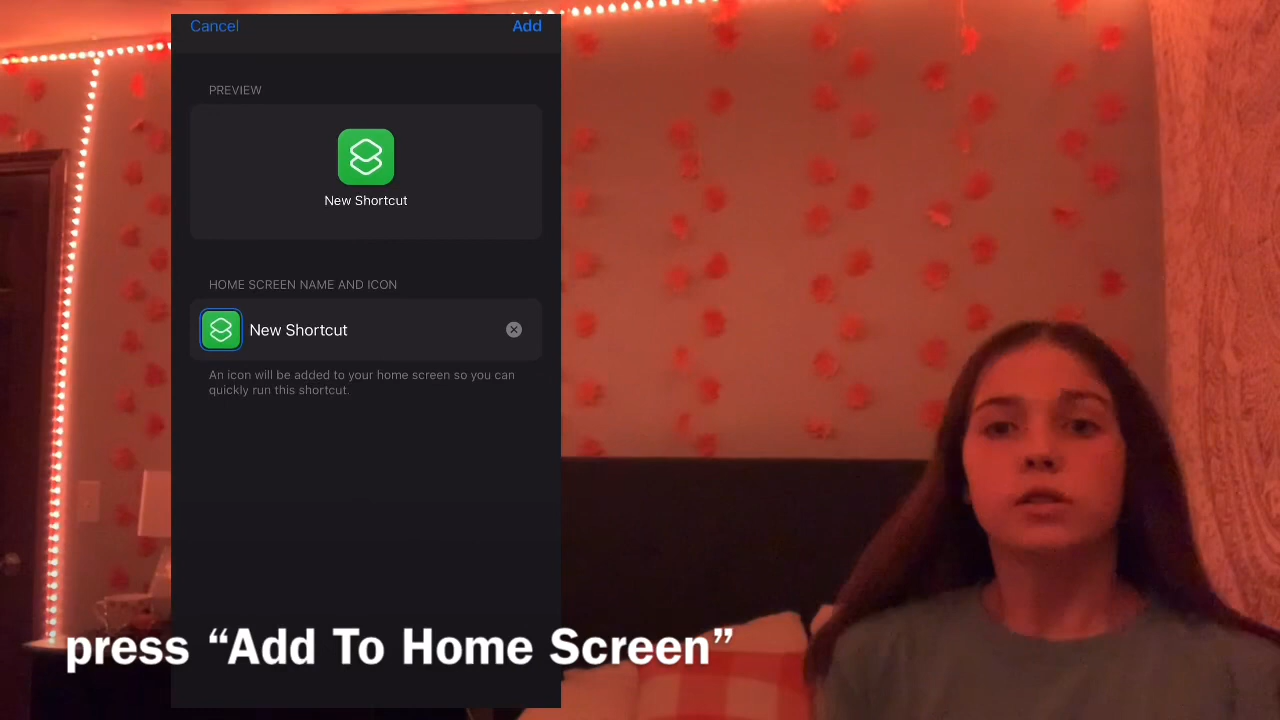 Cancel
Add
PREVIEW
New Shortcut
HOME SCREEN NAME AND ICON
New Shortcut
An icon will be added to your home screen so you can
quickly run this shortcut.
press “Add To Home Screen”